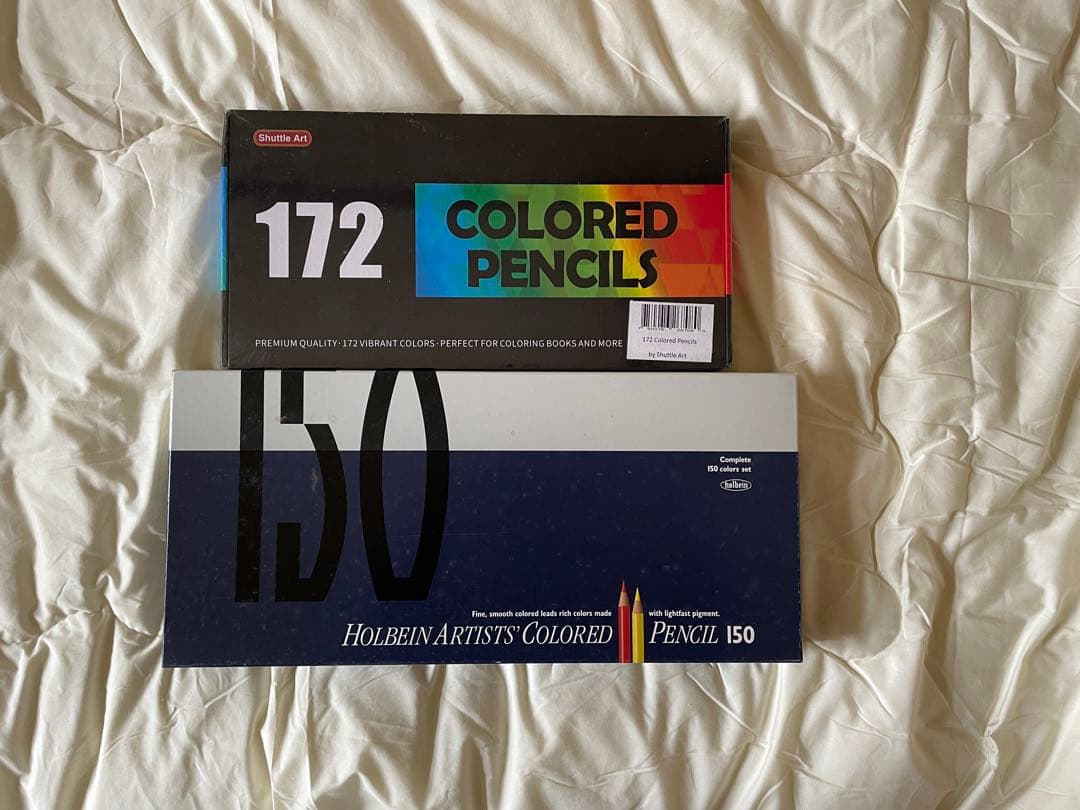 Shuttle Art
172
COLORED
PENCILS
PREMIUM QUALITY·172 VIBRANT COLORS·PERFECT FOR COLORING BOOKS AND MORE
172 Colored Pencils
by Shuttle Art
150
Complete
150 colors set
holbein
Fine, smooth colored leads rich colors made with lightfast pigment.
HOLBEIN ARTISTS' COLORED PENCIL 150